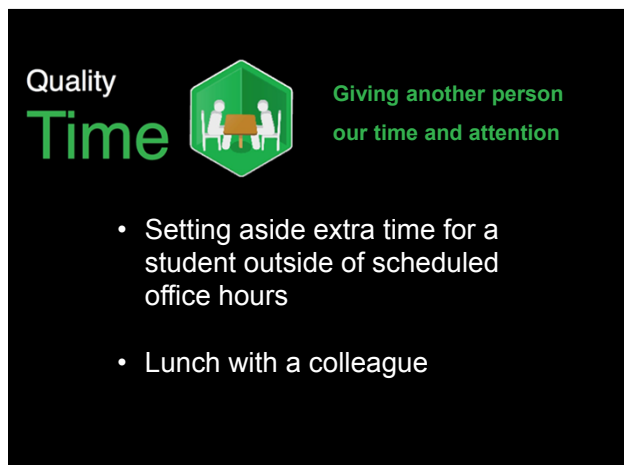 Quality
Time
Giving another person
our time and attention
• Setting aside extra time for a
student outside of scheduled
office hours
• Lunch with a colleague